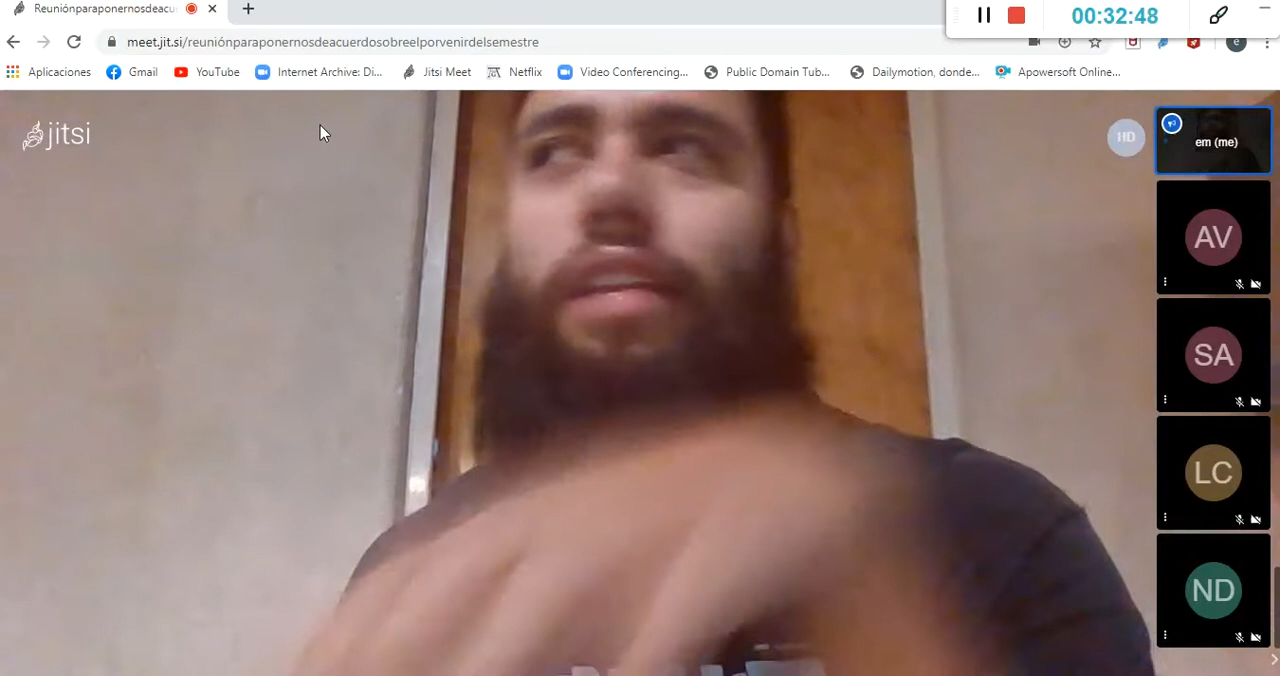 Reuniónparaponernosdeacu
00:32:48
meet.jit.si/reuniónparaponernosdeacuerdosobreelporvenirdelsemestre
e
Aplicaciones Gmail YouTube Internet Archive: Di... Jitsi Meet Netflix Video Conferencing... Public Domain Tub... Dailymotion, donde... Apowersoft Online...
jitsi
HD
em (me)
AV
SA
LC
ND